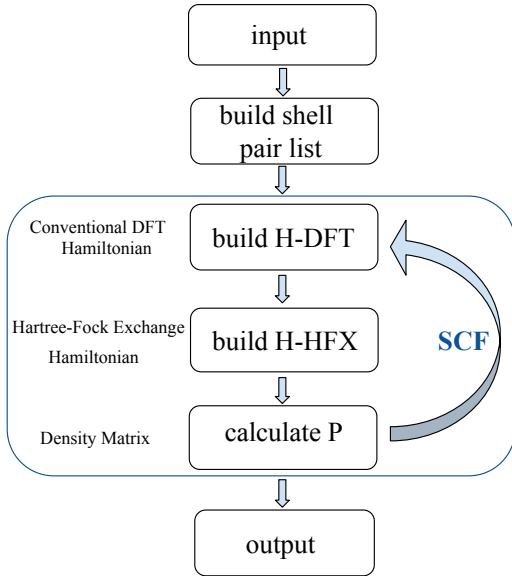 input
build shell
pair list
Conventional DFT
Hamiltonian
build H-DFT
Hartree-Fock Exchange
Hamiltonian
build H-HFX
SCF
Density Matrix
calculate P
output